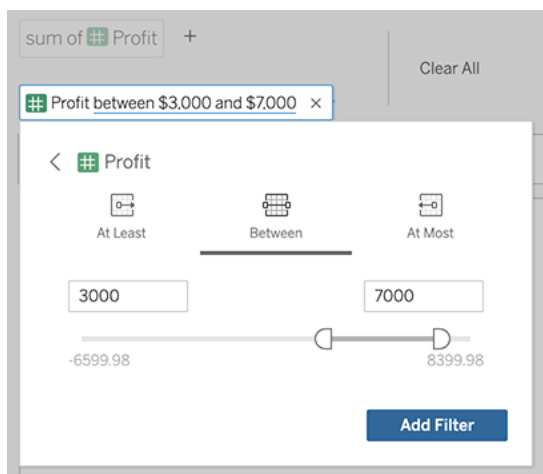 sum of # Profit +
Clear All
# Profit between $3,000 and $7,000 ×
< # Profit
At Least Between At Most
3000 7000
-6599.98 8399.98
Add Filter